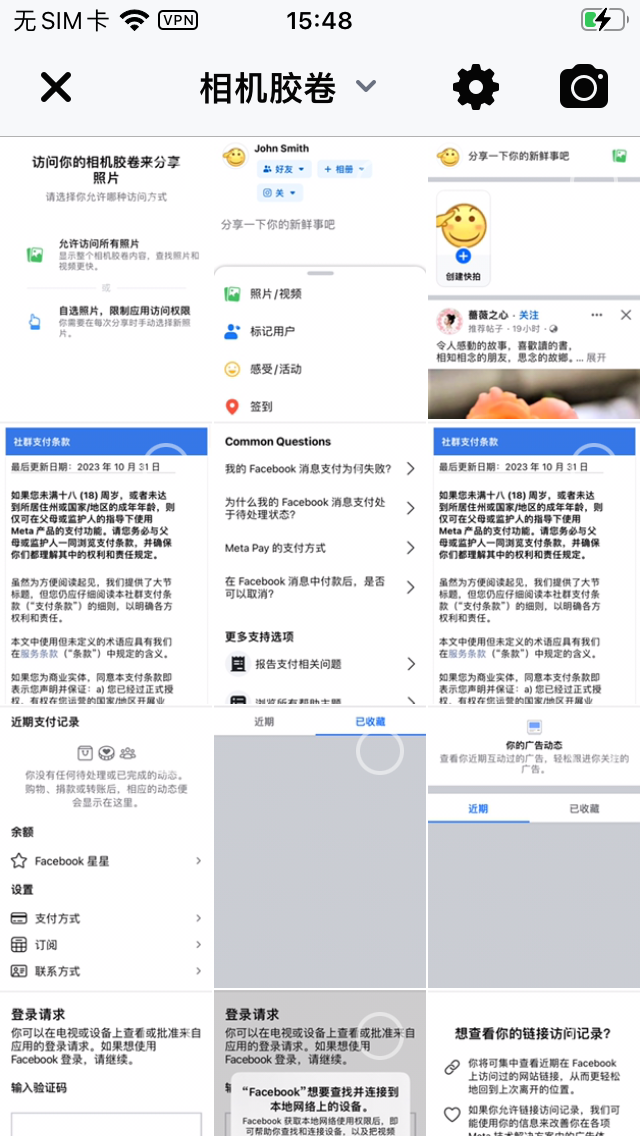 无SIM卡 VPN 15:48
相机胶卷
访问你的相机胶卷来分享
照片
请选择你允许哪种访问方式
允许访问所有照片
显示整个相机胶卷内容，查找照片和
视频更快。
或
自选照片，限制应用访问权限
你需要在每次分享时手动选择新照
片。
John Smith
好友
+ 相册
关
分享一下你的新鲜事吧
照片/视频
标记用户
感受/活动
签到
分享一下你的新鲜事吧
创建快拍
薔薇之心 · 关注
推荐帖子 · 19小时 ·
令人感動的故事，喜歡讀的書，
相知相念的朋友，思念的故鄉。... 展开
社群支付条款
最后更新日期：2023 年 10 月 31 日
如果您未满十八 (18) 周岁，或者未达
到所居住州或国家/地区的成年年龄，则
仅可在父母或监护人的指导下使用
Meta 产品的支付功能。请您务必与父
母或监护人一同浏览支付条款，并确保
你们都理解其中的权利和责任规定。
虽然为方便阅读起见，我们提供了大节
标题，但您仍应仔细阅读本社群支付条
款（“支付条款”）的细则，以明确各方
权利和责任。
本文中使用但未定义的术语应具有我们
在服务条款（“条款”）中规定的含义。
如果您为商业实体，同意本支付条款即
表示您声明并保证：a) 您已经过正式授
权，有权在您运营的国家/地区开展业
Common Questions
我的 Facebook 消息支付为何失败?
为什么我的 Facebook 消息支付处
于待处理状态?
Meta Pay 的支付方式
在 Facebook 消息中付款后，是否
可以取消?
更多支持选项
报告支付相关问题
浏览所有帮助主题
社群支付条款
最后更新日期：2023 年 10 月 31 日
如果您未满十八 (18) 周岁，或者未达
到所居住州或国家/地区的成年年龄，则
仅可在父母或监护人的指导下使用
Meta 产品的支付功能。请您务必与父
母或监护人一同浏览支付条款，并确保
你们都理解其中的权利和责任规定。
虽然为方便阅读起见，我们提供了大节
标题，但您仍应仔细阅读本社群支付条
款（“支付条款”）的细则，以明确各方
权利和责任。
本文中使用但未定义的术语应具有我们
在服务条款（“条款”）中规定的含义。
如果您为商业实体，同意本支付条款即
表示您声明并保证：a) 您已经过正式授
权，有权在您运营的国家/地区开展业
近期支付记录
你没有任何待处理或已完成的动态。
购物、捐款或转账后，相应的动态便
会显示在这里。
余额
Facebook 星星
设置
支付方式
订阅
联系方式
近期 已收藏
你的广告动态
查看你近期互动过的广告，轻松跟进你关注的
广告。
近期 已收藏
登录请求
你可以在电视或设备上查看或批准来自
应用的登录请求。如果想使用
Facebook 登录，请继续。
输入验证码
登录请求
你可以在电视或设备上查看或批准来自
应用的登录请求。如果想使用
Facebook 登录，请继续。
“Facebook”想要查找并连接到
本地网络上的设备。
Facebook 获取本地网络使用权限后，即
可帮助你查找和连接设备，以及把视频
想查看你的链接访问记录?
你将可集中查看近期在 Facebook
上访问过的网站链接，从而更轻松
地回到上次离开的位置。
如果你允许链接访问记录，我们可
能使用你的信息来改善你在各项
Meta 技术解决方案中的广告体